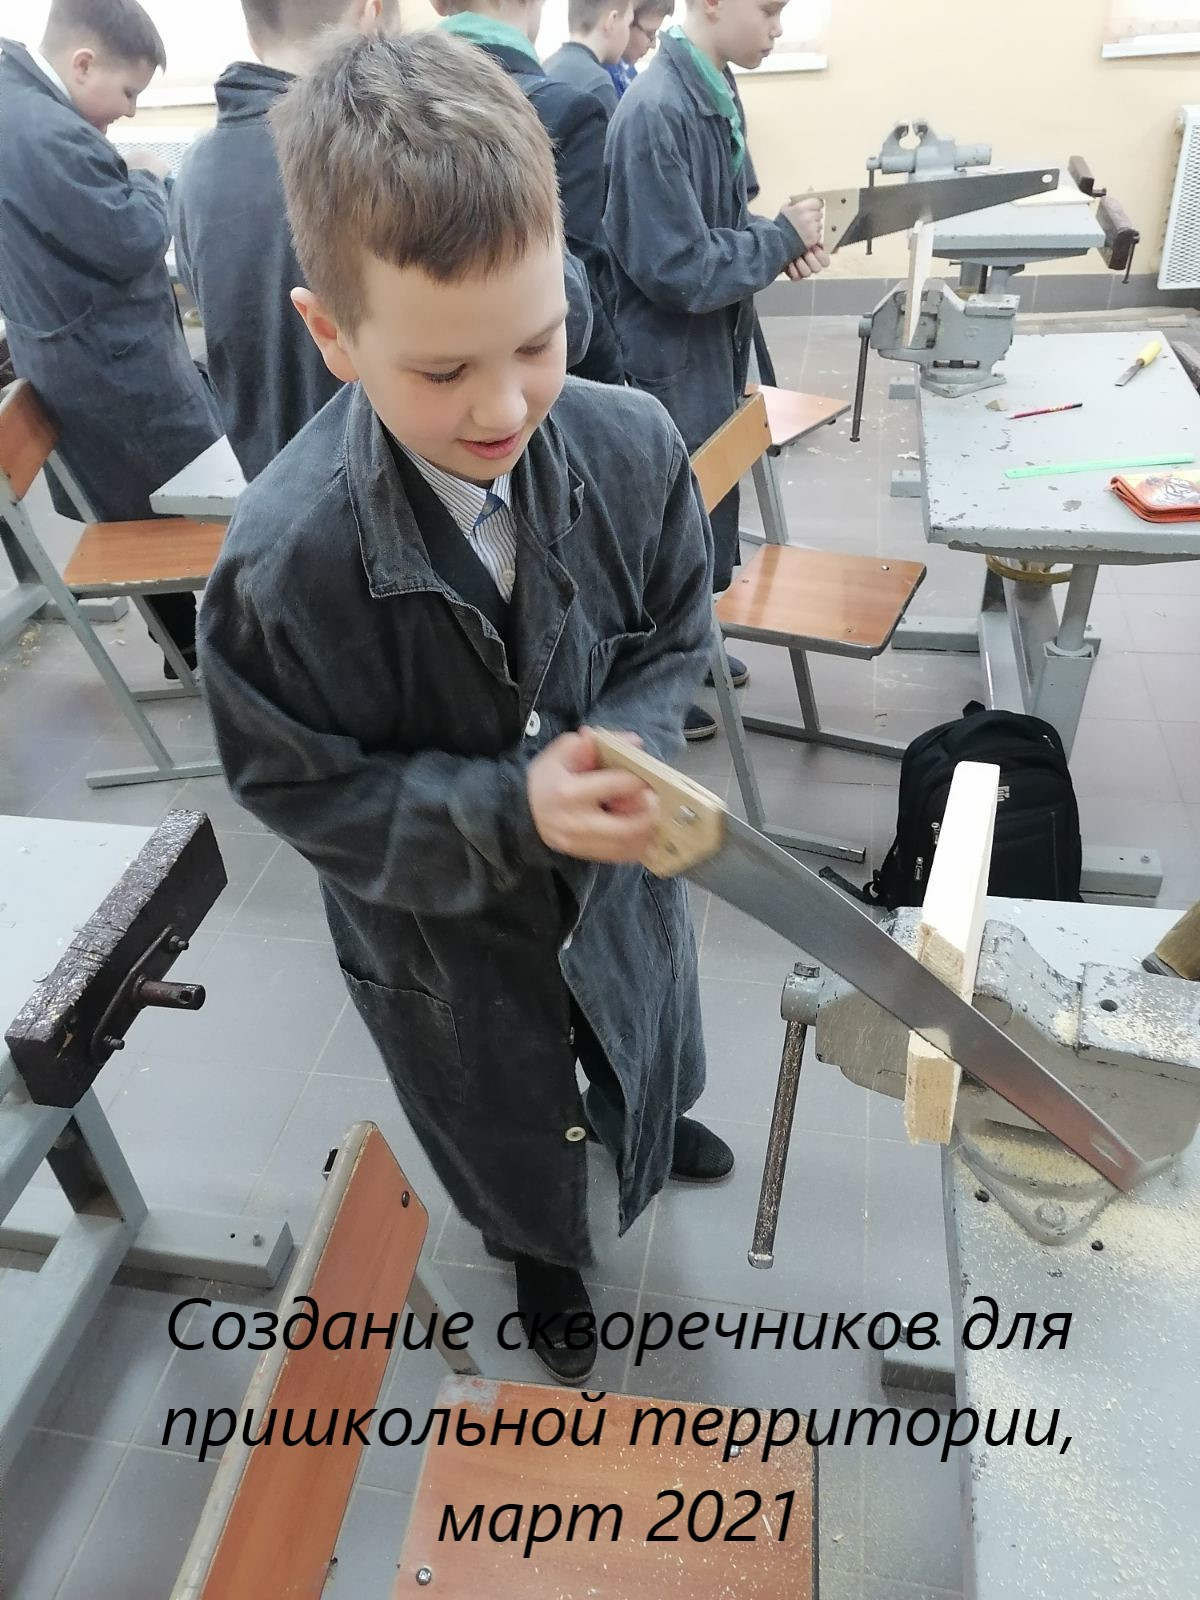 Создание скворечников для
пришкольной территории,
март 2021